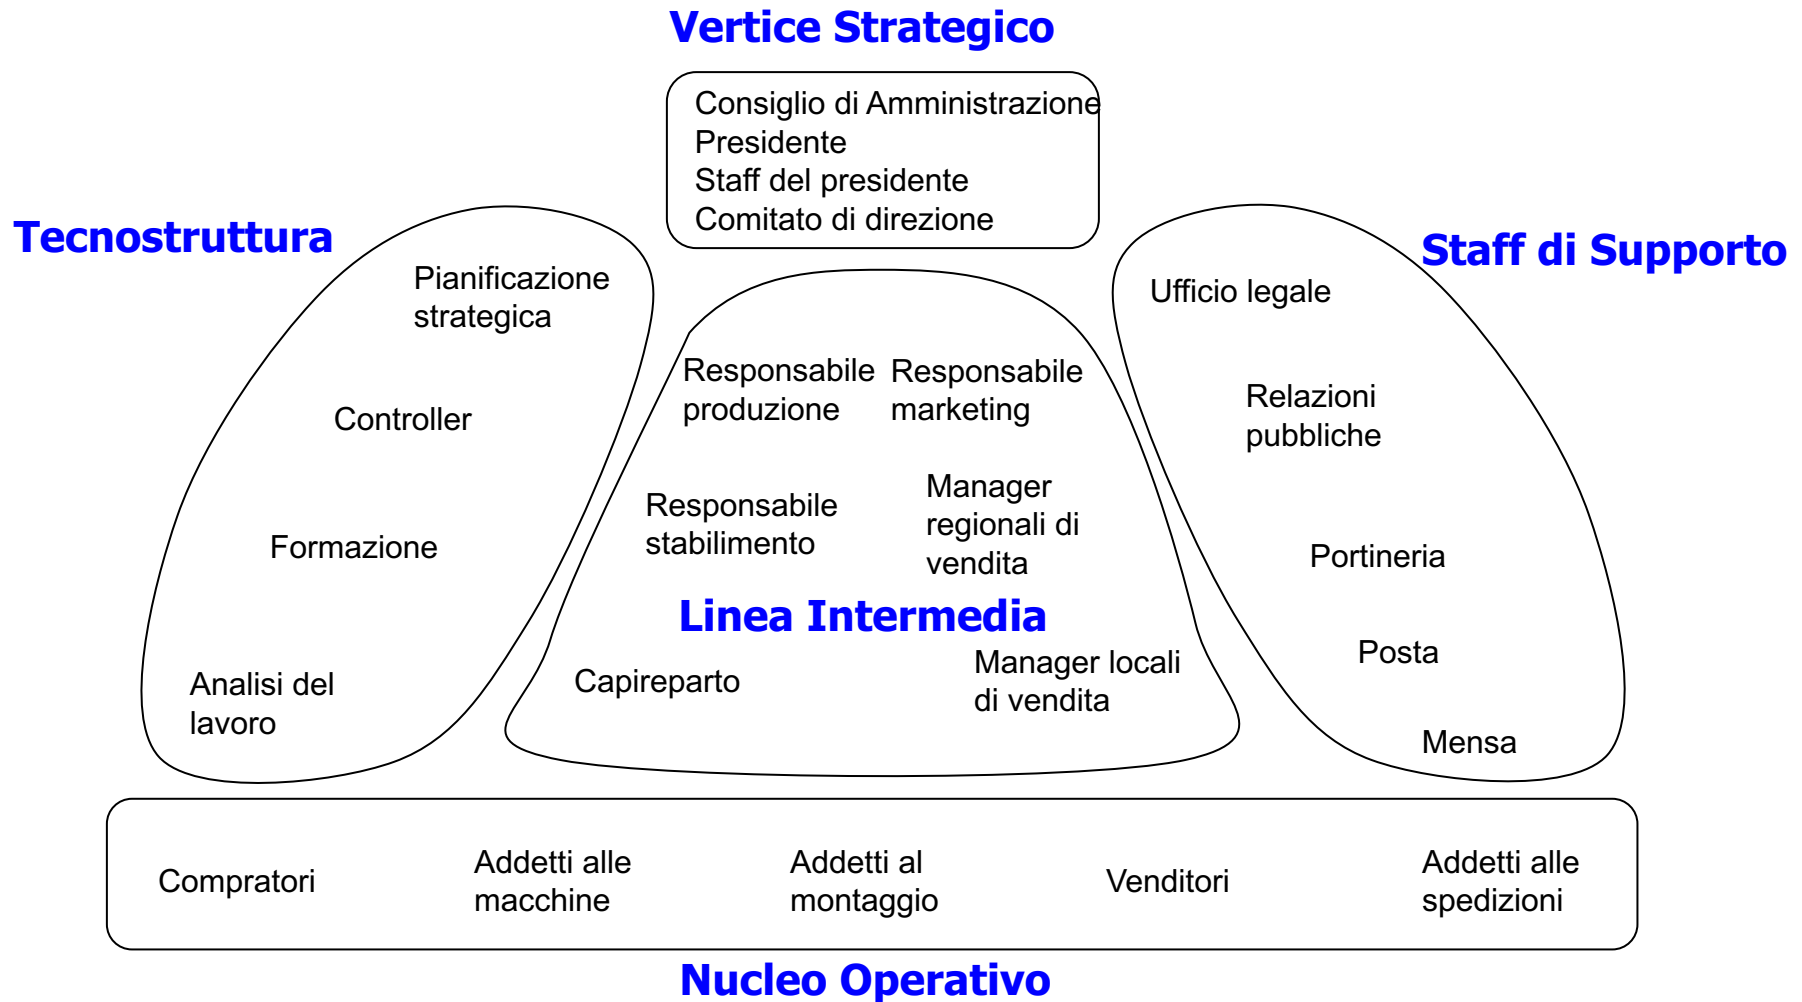 Vertice Strategico
Consiglio di Amministrazione
Presidente
Staff del presidente
Comitato di direzione
Tecnostruttura
Pianificazione
strategica
Controller
Formazione
Analisi del
lavoro
Responsabile
produzione
Responsabile
marketing
Responsabile
stabilimento
Manager
regionali di
vendita
Linea Intermedia
Capireparto
Manager locali
di vendita
Staff di Supporto
Ufficio legale
Relazioni
pubbliche
Portineria
Posta
Mensa
Compratori
Addetti alle
macchine
Addetti al
montaggio
Venditori
Addetti alle
spedizioni
Nucleo Operativo